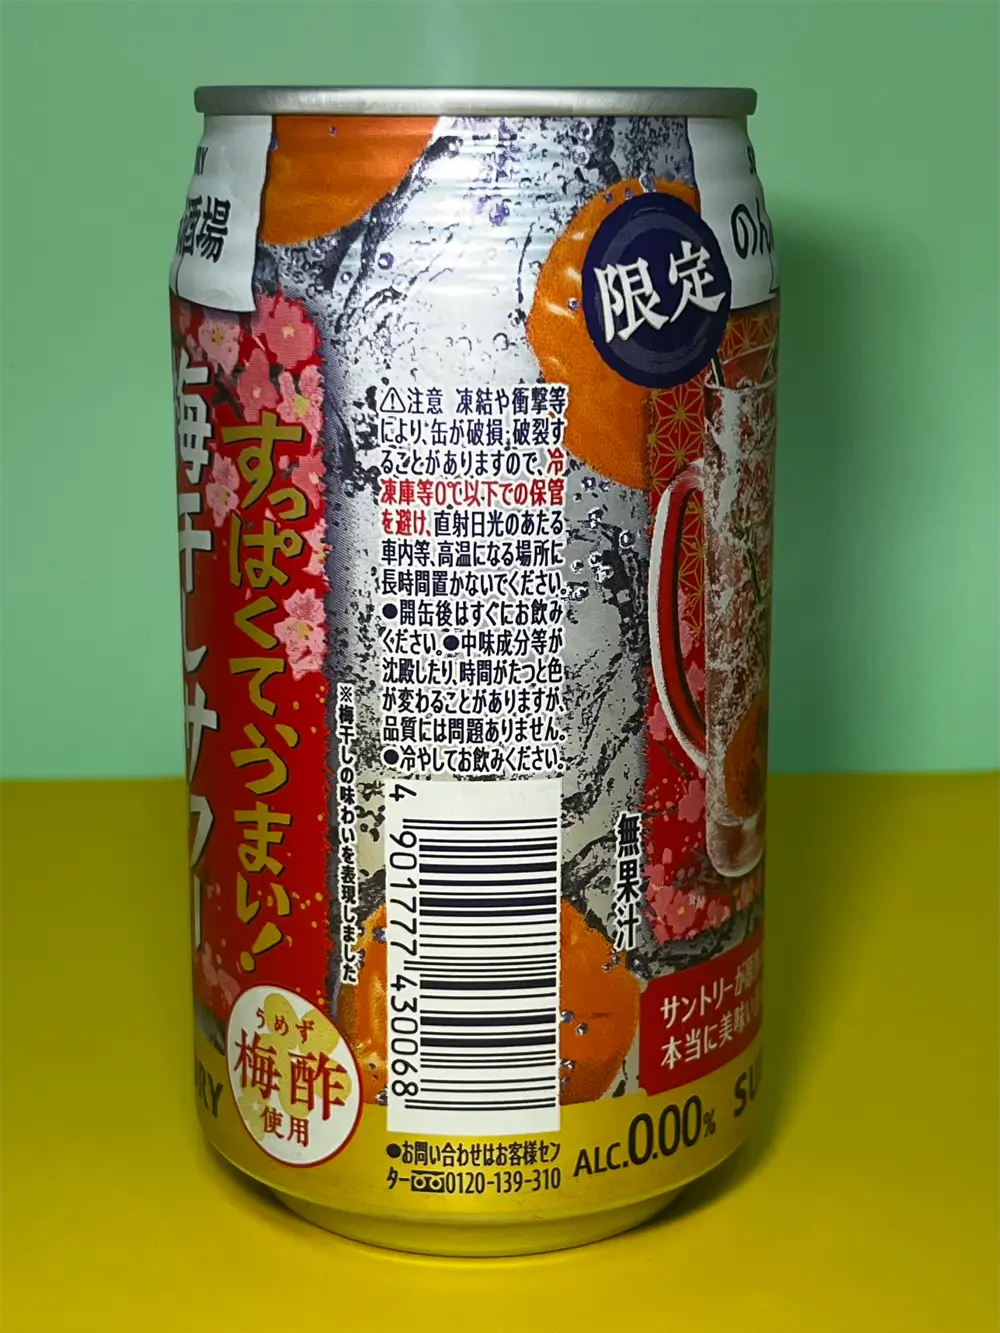 RY
酒場
梅干しサワー
すっぱくてうまい!
※梅干しの味わいを表現しました
うめず
梅酢
使用
URY
⚠注意 凍結や衝撃等
により、缶が破損・破裂す
ることがありますので、冷
凍庫等0℃以下での保管
を避け、直射日光のあたる
車内等、高温になる場所に
長時間置かないでください。
●開缶後はすぐにお飲み
ください。●中味成分等が
沈殿したり、時間がたつと色
が変わることがありますが、
品質には問題ありません。
●冷やしてお飲みください。
4 901777 430068
●お問い合わせはお客様セン
ター 0120-139-310
限定
のん
無果汁
サントリーが
本当に美味い
ALC.0.00%
SU